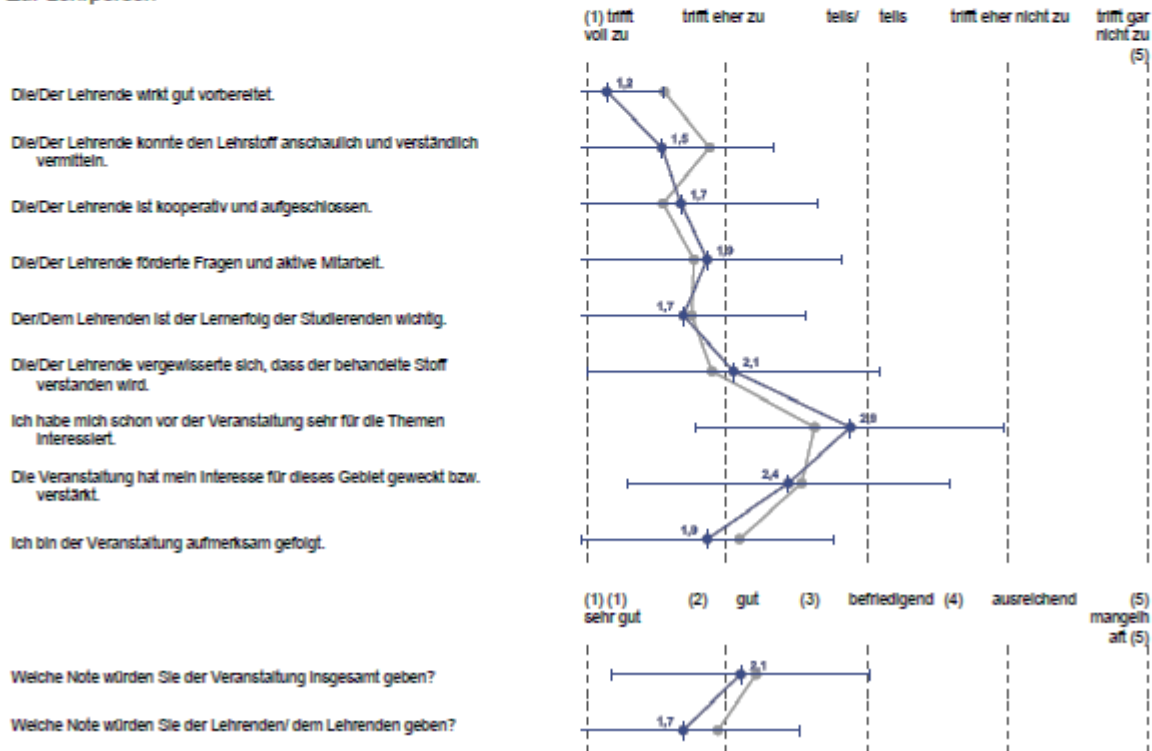 (1) trifft trifft eher zu teils/ teils trifft eher nicht zu trifft gar
voll zu nicht zu
(5)
Die/Der Lehrende wirkt gut vorbereitet.
1,2
Die/Der Lehrende konnte den Lehrstoff anschaulich und verständlich
vermitteln.
1,5
Die/Der Lehrende ist kooperativ und aufgeschlossen.
1,7
Die/Der Lehrende förderte Fragen und aktive Mitarbeit.
1,9
Der/Dem Lehrenden ist der Lernerfolg der Studierenden wichtig.
1,7
Die/Der Lehrende vergewisserte sich, dass der behandelte Stoff
verstanden wird.
2,1
Ich habe mich schon vor der Veranstaltung sehr für die Themen
interessiert.
Die Veranstaltung hat mein Interesse für dieses Gebiet geweckt bzw.
verstärkt.
2,4
Ich bin der Veranstaltung aufmerksam gefolgt.
1,9
(1) (1) (2) gut (3) befriedigend (4) ausreichend (5)
sehr gut mangelh
aft (5)
Welche Note würden Sie der Veranstaltung insgesamt geben?
2,1
Welche Note würden Sie der Lehrenden/ dem Lehrenden geben?
1,7